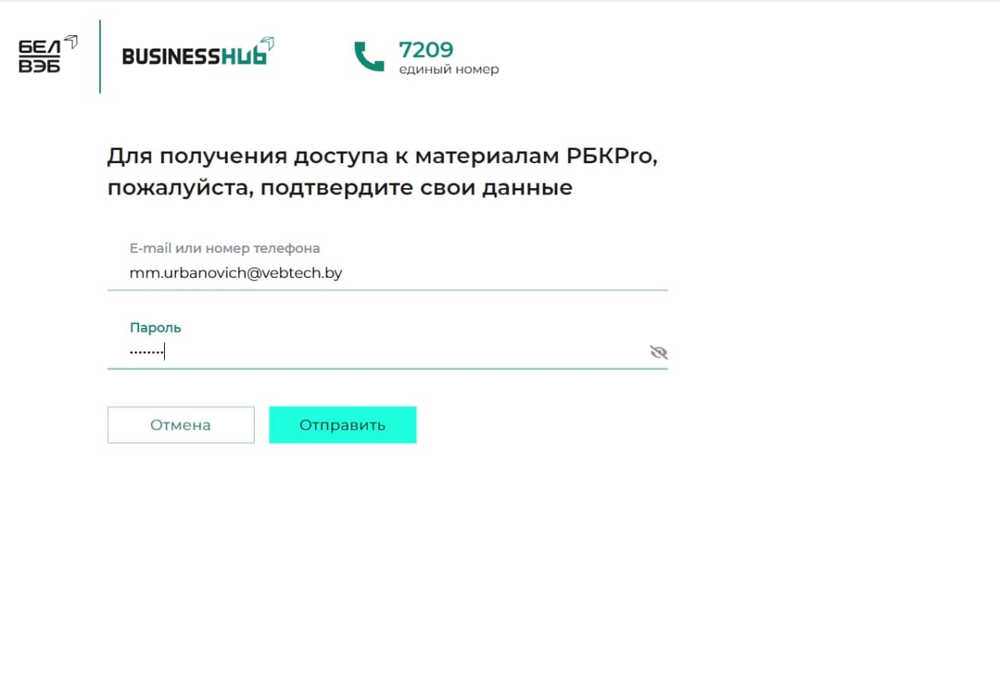 БЕЛ
ВЭБ
BUSINESSHUB
7209
единый номер
Для получения доступа к материалам РБКPro,
пожалуйста, подтвердите свои данные
E-mail или номер телефона
mm.urbanovich@vebtech.by
Пароль
••••••••
Отмена
Отправить